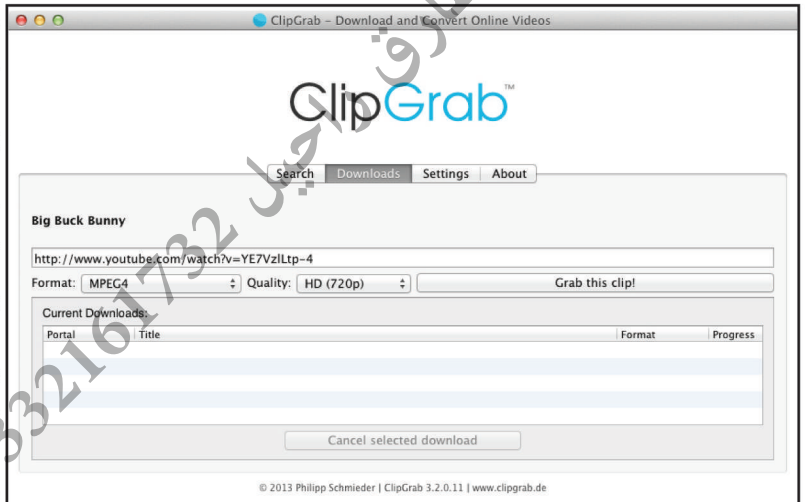 ClipGrab – Download and Convert Online Videos
ClipGrab™
Search Downloads Settings About
Big Buck Bunny
http://www.youtube.com/watch?v=YE7VzlLtp-4
Format: MPEG4 Quality: HD (720p) Grab this clip!
Current Downloads:
Portal Title Format Progress
Cancel selected download
© 2013 Philipp Schmieder | ClipGrab 3.2.0.11 | www.clipgrab.de
راحیل